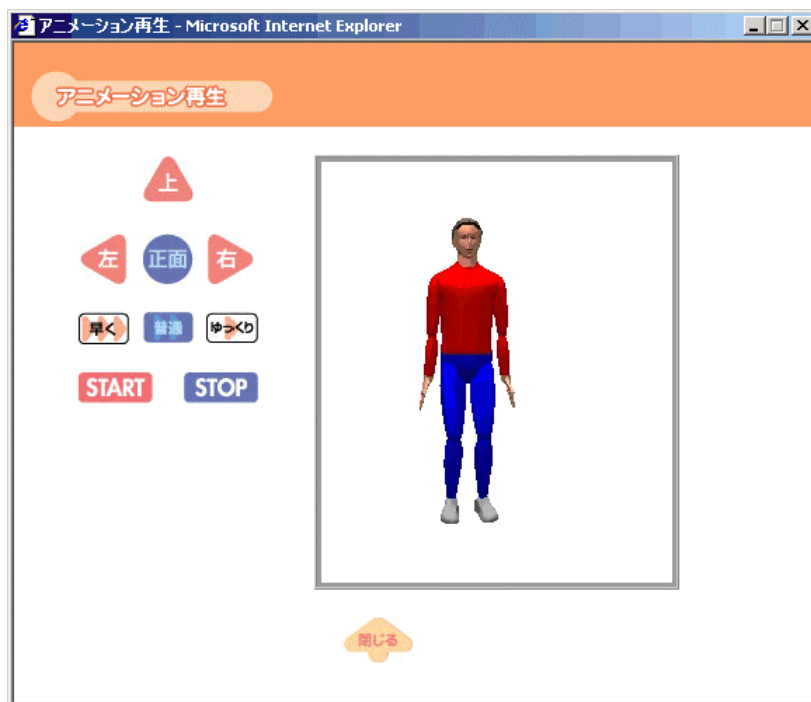 アニメーション再生 - Microsoft Internet Explorer
アニメーション再生
上
左 正面 右
早く 普通 ゆっくり
START STOP
閉じる